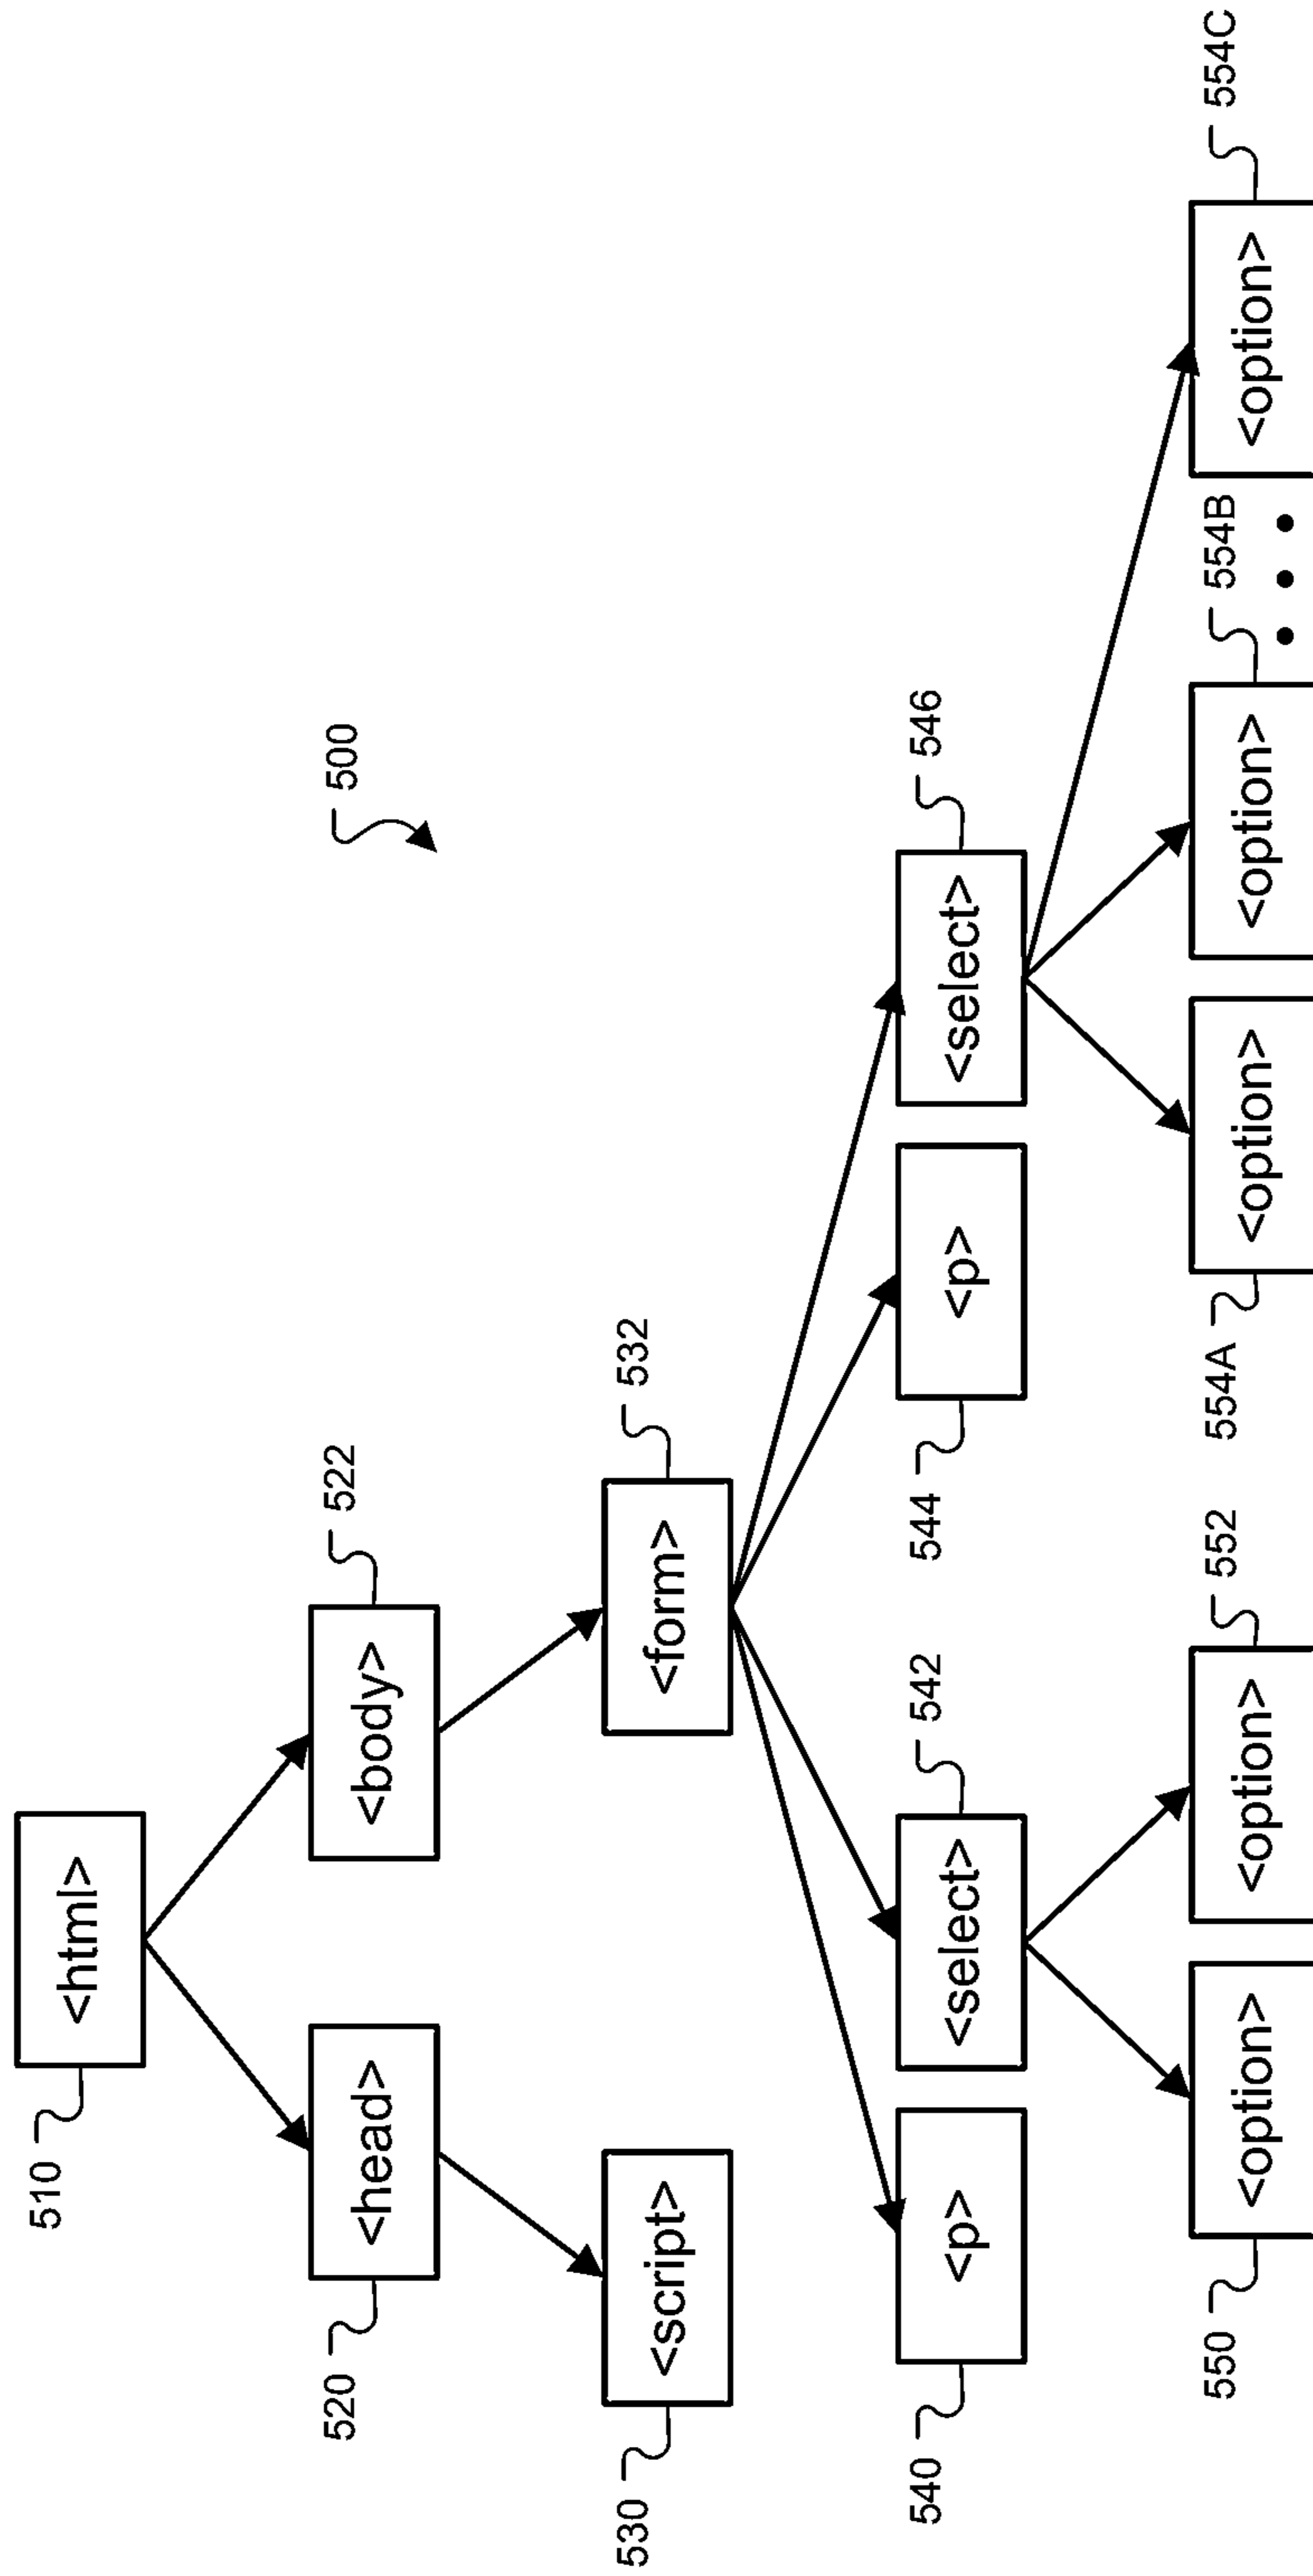 510
<html>
500
520
<head>
<body>
522
530
<script>
<form>
532
540
<p>
<select>
542
544
<p>
<select>
546
550
<option>
<option>
552
554A
<option>
<option>
554B
<option>
554C